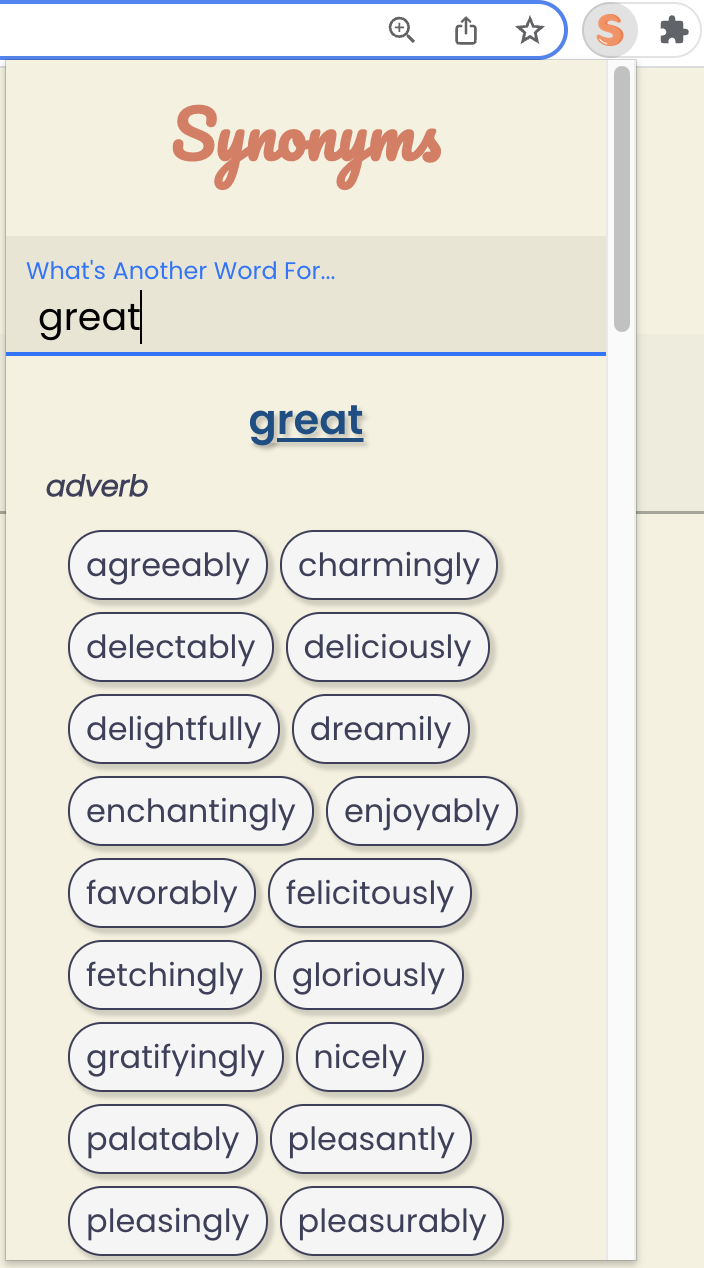 S
Synonyms
What's Another Word For...
great
great
adverb
agreeably charmingly
delectably deliciously
delightfully dreamily
enchantingly enjoyably
favorably felicitously
fetchingly gloriously
gratifyingly nicely
palatably pleasantly
pleasingly pleasurably